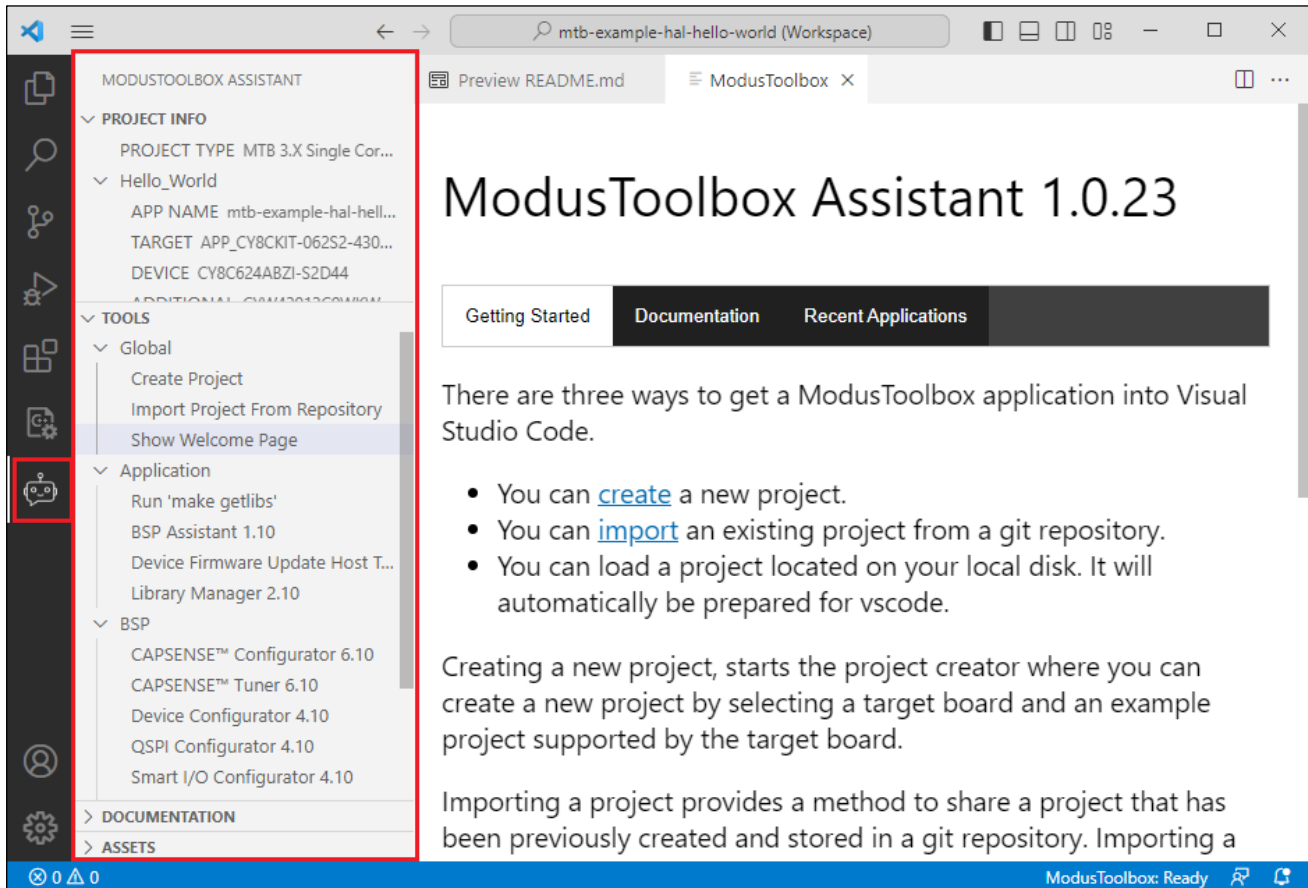 mtb-example-hal-hello-world (Workspace)
MODUSTOOLBOX ASSISTANT
PROJECT INFO
PROJECT TYPE MTB 3.X Single Cor...
Hello_World
APP NAME mtb-example-hal-hell...
TARGET APP_CY8CKIT-062S2-430...
DEVICE CY8C624ABZI-S2D44
TOOLS
Global
Create Project
Import Project From Repository
Show Welcome Page
Application
Run 'make getlibs'
BSP Assistant 1.10
Device Firmware Update Host T...
Library Manager 2.10
BSP
CAPSENSE™ Configurator 6.10
CAPSENSE™ Tuner 6.10
Device Configurator 4.10
QSPI Configurator 4.10
Smart I/O Configurator 4.10
DOCUMENTATION
ASSETS
Preview README.md
ModusToolbox
ModusToolbox Assistant 1.0.23
Getting Started Documentation Recent Applications
There are three ways to get a ModusToolbox application into Visual
Studio Code.
• You can create a new project.
• You can import an existing project from a git repository.
• You can load a project located on your local disk. It will
automatically be prepared for vscode.
Creating a new project, starts the project creator where you can
create a new project by selecting a target board and an example
project supported by the target board.
Importing a project provides a method to share a project that has
been previously created and stored in a git repository. Importing a
0 0
ModusToolbox: Ready